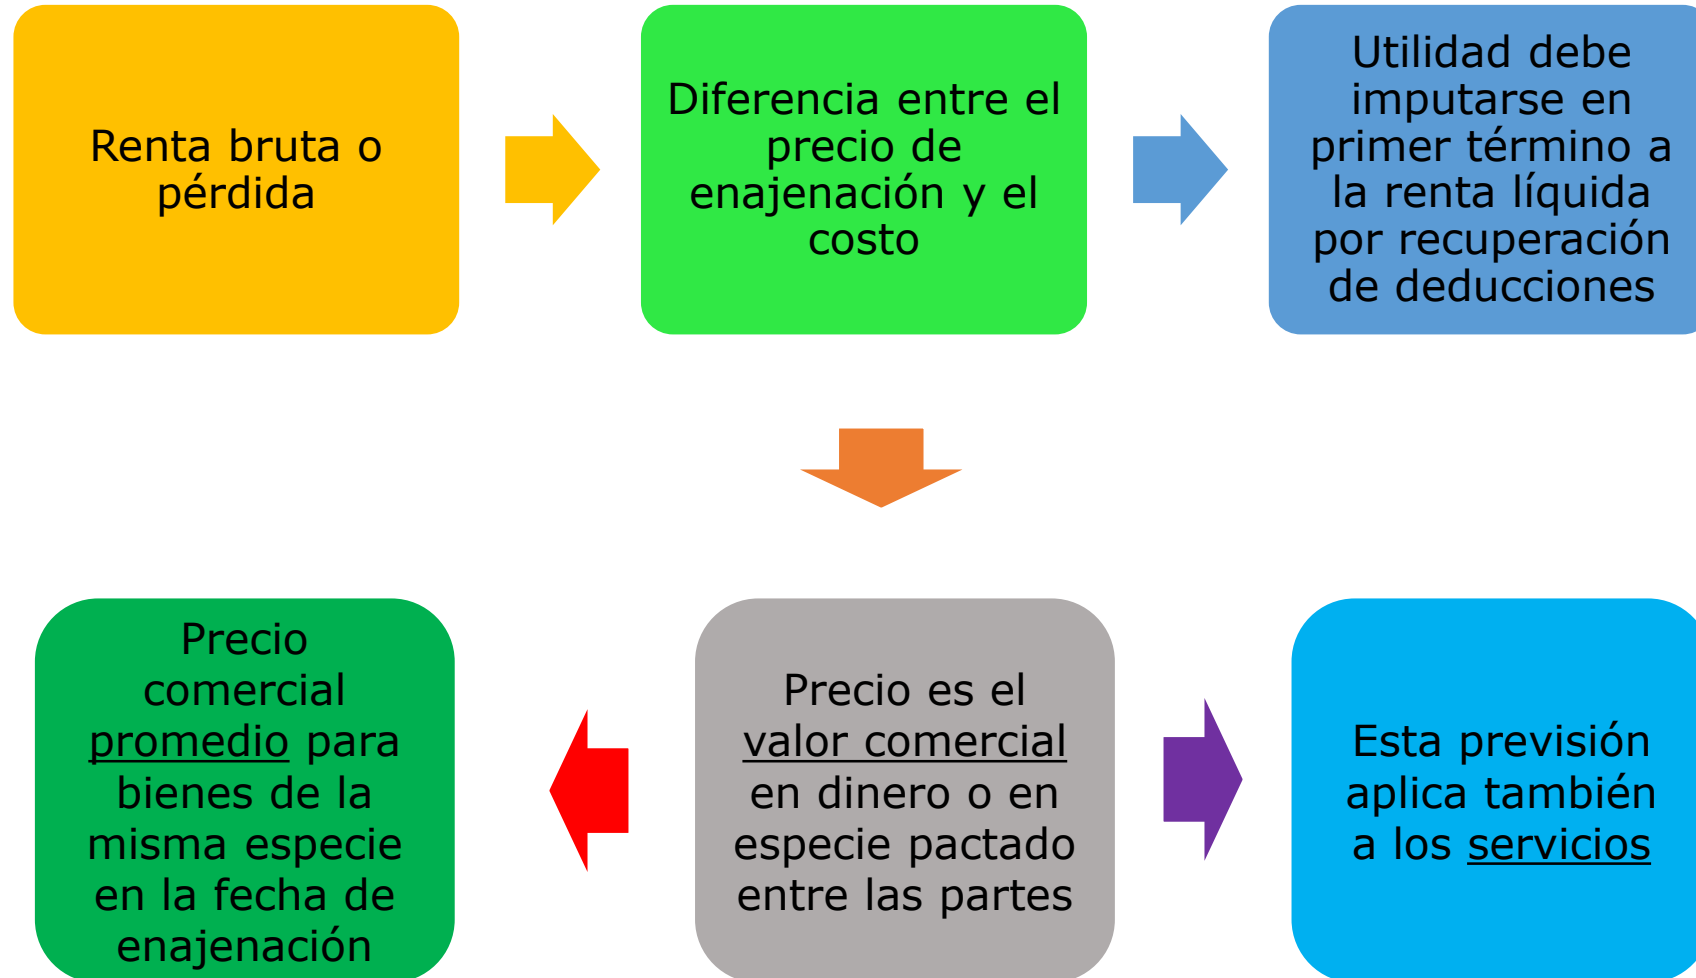 Renta bruta o
pérdida
Diferencia entre el
precio de
enajenación y el
costo
Utilidad debe
imputarse en
primer término a
la renta líquida
por recuperación
de deducciones
Precio
comercial
promedio para
bienes de la
misma especie
en la fecha de
enajenación
Precio es el
valor comercial
en dinero o en
especie pactado
entre las partes
Esta previsión
aplica también
a los servicios